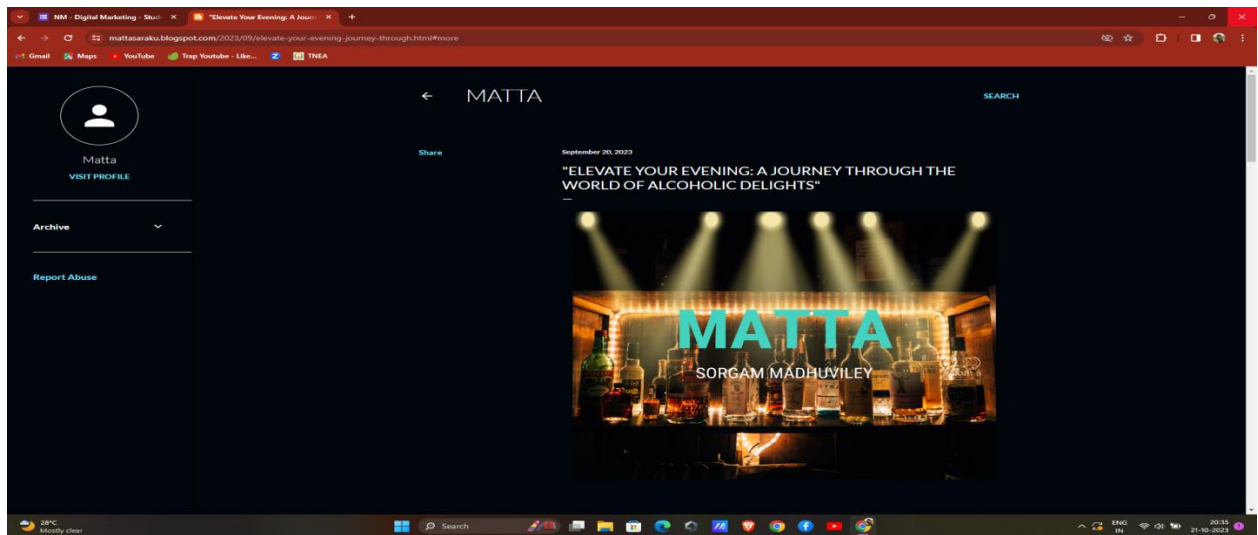 NM - Digital Marketing - Stud
"Elevate Your Evening: A Journ
mattasaraku.blogspot.com/2023/09/elevate-your-evening-journey-through.html#more
Gmail
Maps
YouTube
Trap Youtube - Like...
TNEA
MATTA
SEARCH
Matta
VISIT PROFILE
Archive
Report Abuse
Share
September 20, 2023
"ELEVATE YOUR EVENING: A JOURNEY THROUGH THE
WORLD OF ALCOHOLIC DELIGHTS"
MATTA
SORGAM MADHUVILEY
28°C
Mostly clear
Search
ENG
IN
20:35
21-10-2023